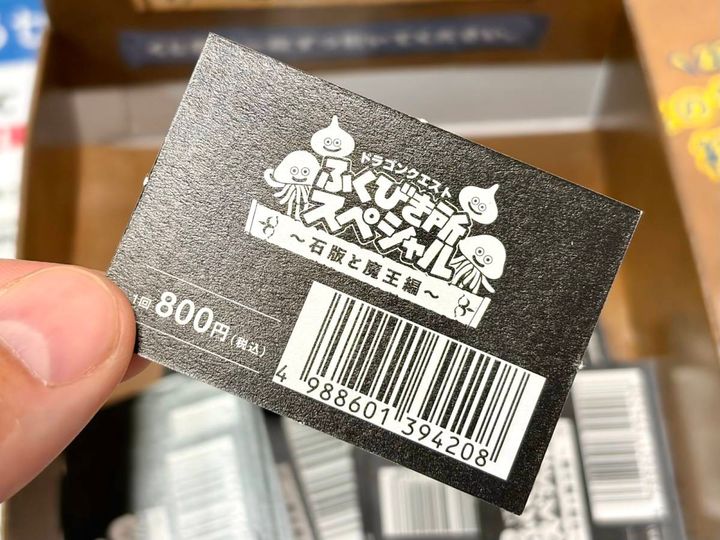 ドラゴンクエスト
ふくびき所
スペシャル
～石版と魔王編～
1回 800円(税込)
4 988601 394208